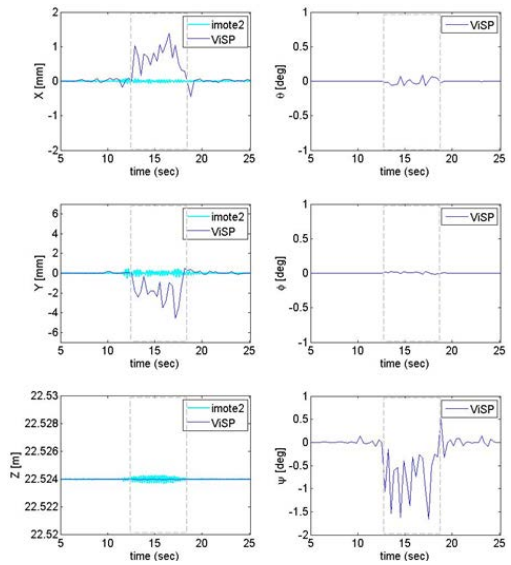 2
1
0
-1
-2
X [mm]
5 10 15 20 25
time (sec)
imote2
ViSP
1
0.5
0
-0.5
-1
θ [deg]
5 10 15 20 25
time (sec)
ViSP
6
4
2
0
-2
-4
-6
Y [mm]
5 10 15 20 25
time (sec)
imote2
ViSP
1
0.5
0
-0.5
-1
ϕ [deg]
5 10 15 20 25
time (sec)
ViSP
22.53
22.528
22.526
22.524
22.522
22.52
Z [m]
5 10 15 20 25
time (sec)
imote2
ViSP
1
0.5
0
-0.5
-1
-1.5
-2
ψ [deg]
5 10 15 20 25
time (sec)
ViSP